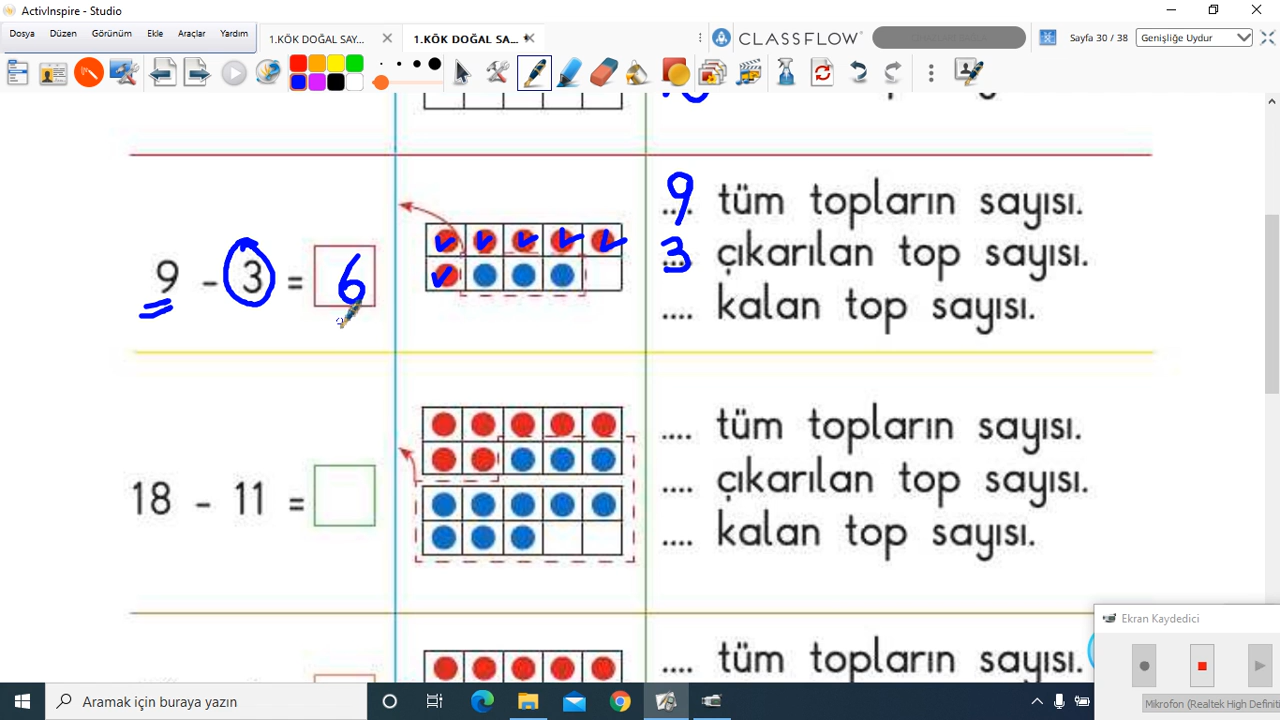 ActivInspire - Studio
Dosya Düzen Görünüm Ekle Araçlar Yardım
1.KÖK DOĞAL SAY...
1.KÖK DOĞAL SA... *
CLASSFLOW
Sayfa 30 / 38
Genişliğe Uydur
9 tüm topların sayısı.
3 çıkarılan top sayısı.
9 - 3 = 6
.... kalan top sayısı.
.... tüm topların sayısı.
.... çıkarılan top sayısı.
18 - 11 =
.... kalan top sayısı.
.... tüm topların sayısı.
Ekran Kaydedici
Mikrofon (Realtek High Definiti
Aramak için buraya yazın